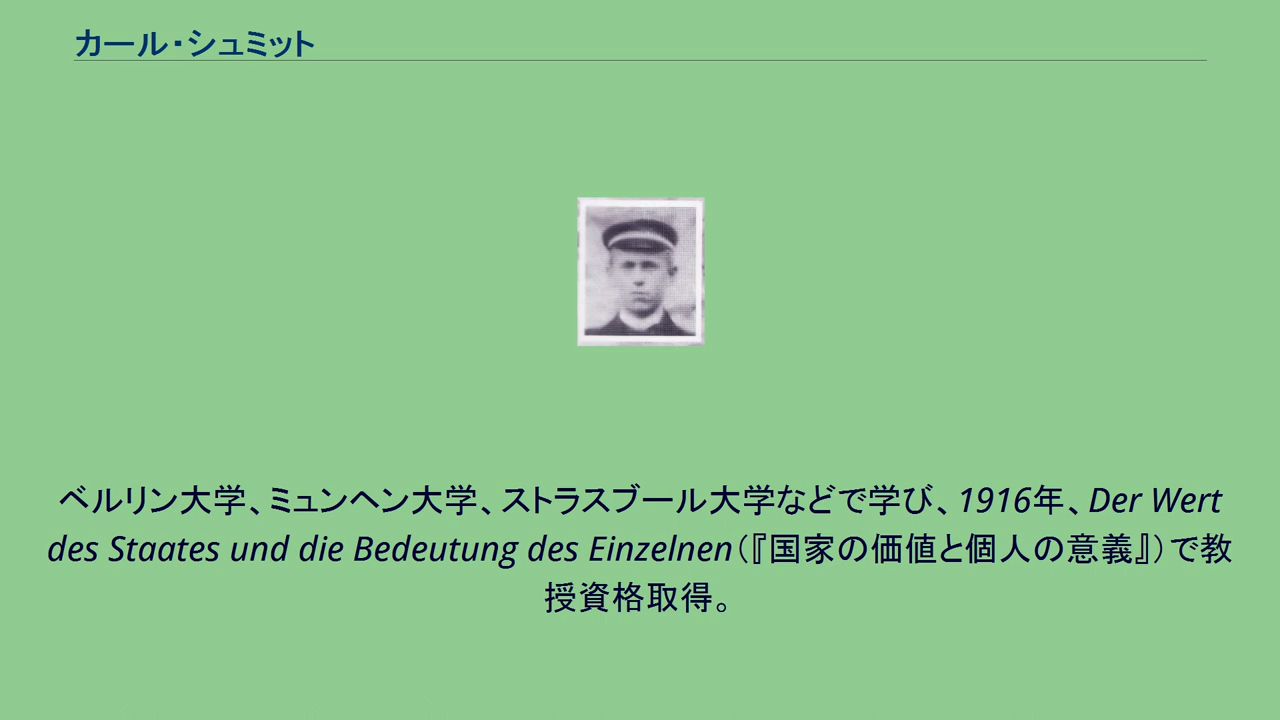 カール・シュミット
ベルリン大学、ミュンヘン大学、ストラスブール大学などで学び、1916年、Der Wert
des Staates und die Bedeutung des Einzelnen（『国家の価値と個人の意義』）で教
授資格取得。